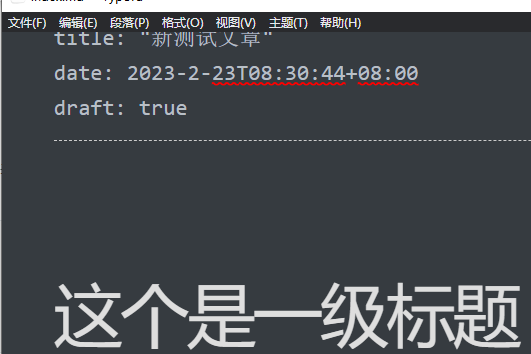 文件(F) 编辑(E) 段落(P) 格式(O) 视图(V) 主题(T) 帮助(H)
title: "新测试文章"
date: 2023-2-23T08:30:44+08:00
draft: true
这个是一级标题